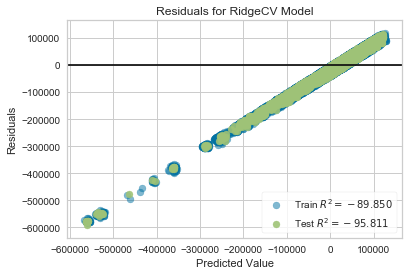 Residuals for RidgeCV Model
Residuals
100000
0
−100000
−200000
−300000
−400000
−500000
−600000
Train R² = −89.850
Test R² = −95.811
−600000 −500000 −400000 −300000 −200000 −100000 0 100000
Predicted Value